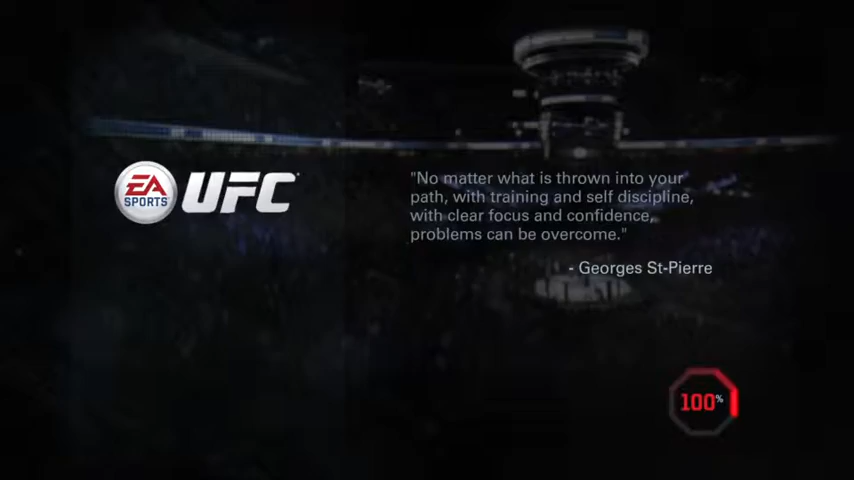 EA
SPORTS
UFC
"No matter what is thrown into your
path, with training and self discipline,
with clear focus and confidence,
problems can be overcome."
- Georges St-Pierre
100%